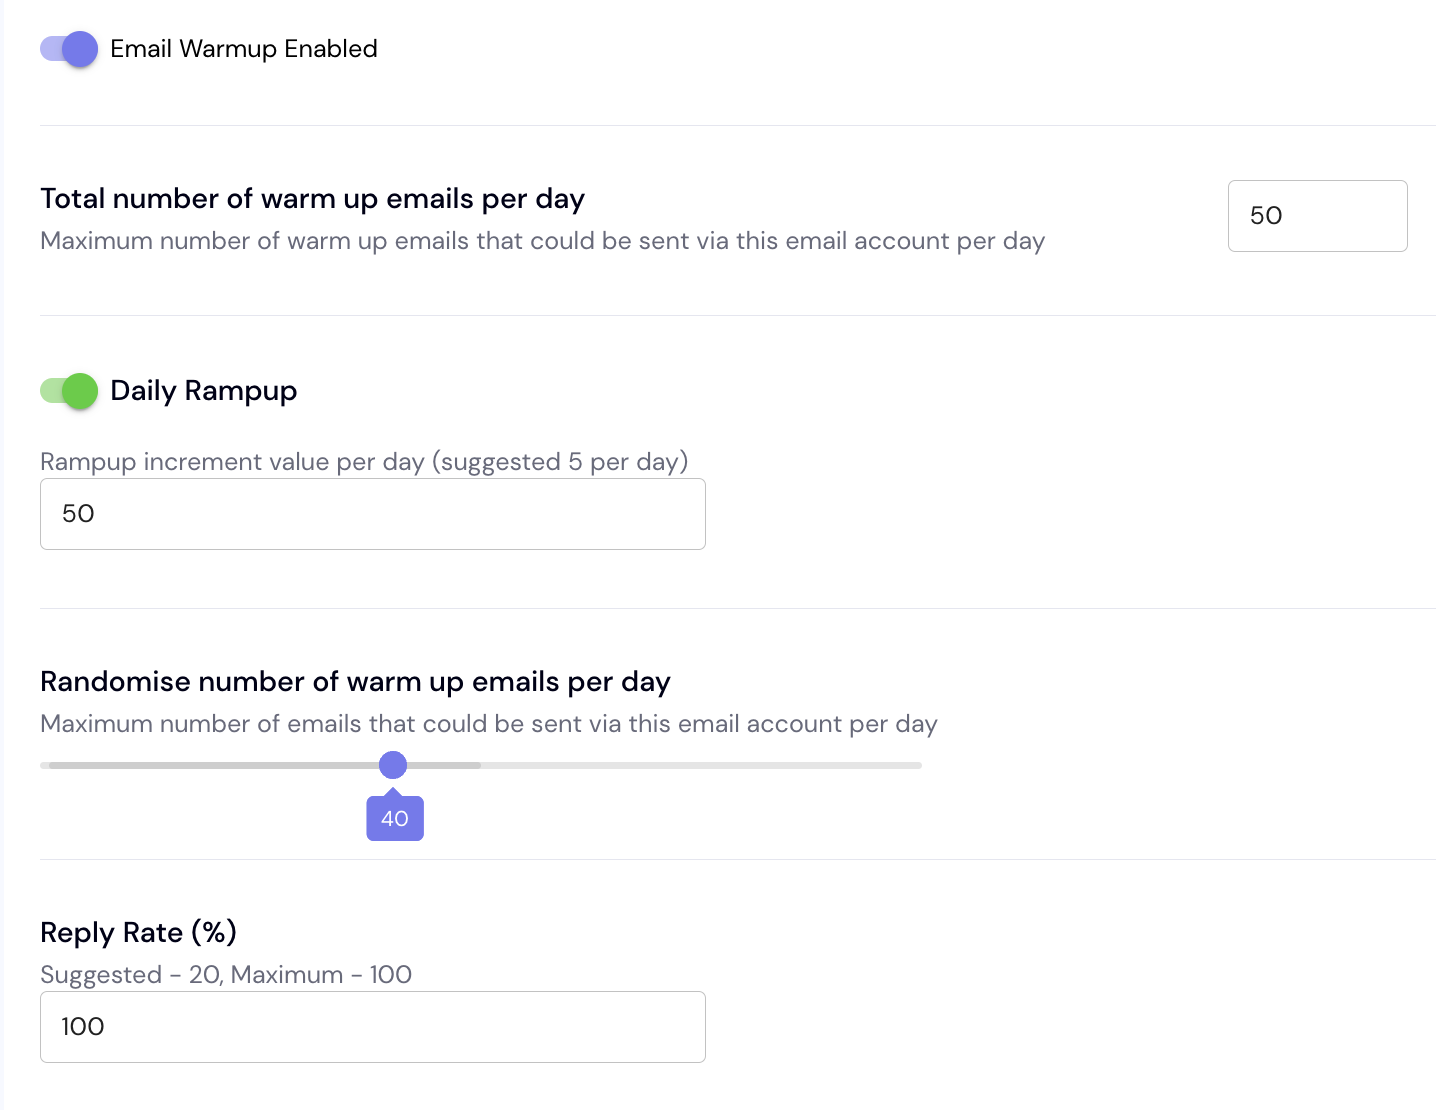 Email Warmup Enabled
Total number of warm up emails per day
Maximum number of warm up emails that could be sent via this email account per day
50
Daily Rampup
Rampup increment value per day (suggested 5 per day)
50
Randomise number of warm up emails per day
Maximum number of emails that could be sent via this email account per day
40
Reply Rate (%)
Suggested - 20, Maximum - 100
100